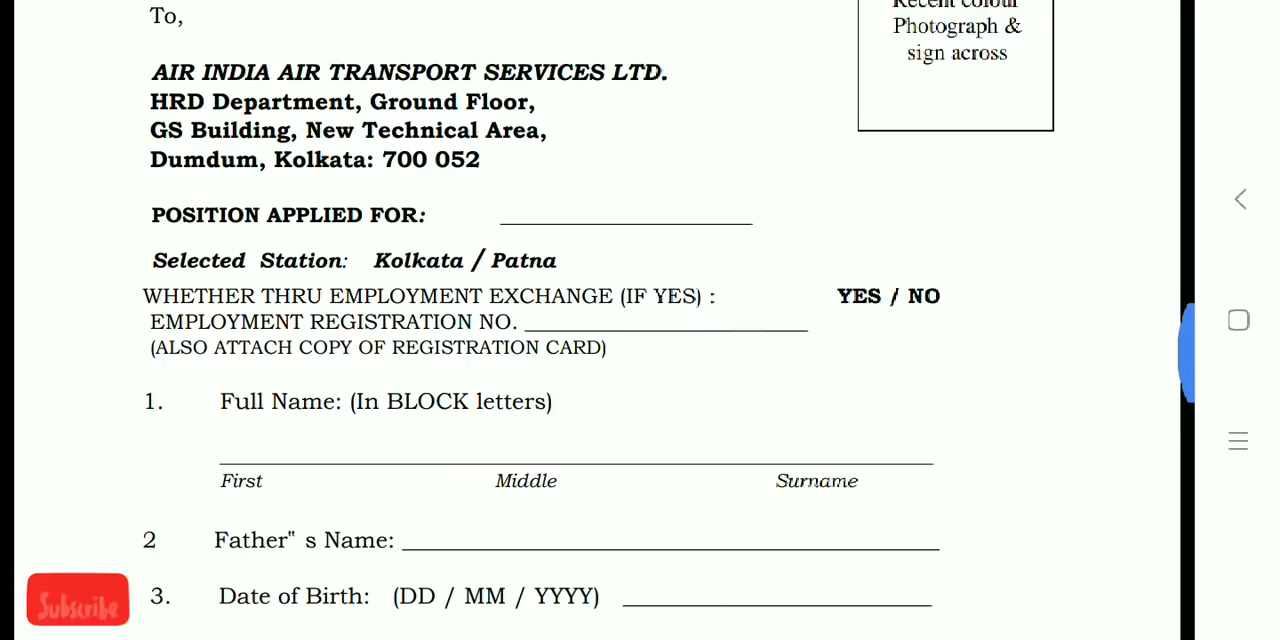 To,
Recent colour
Photograph &
sign across
AIR INDIA AIR TRANSPORT SERVICES LTD.
HRD Department, Ground Floor,
GS Building, New Technical Area,
Dumdum, Kolkata: 700 052
POSITION APPLIED FOR:
Selected Station: Kolkata / Patna
WHETHER THRU EMPLOYMENT EXCHANGE (IF YES) : YES / NO
EMPLOYMENT REGISTRATION NO.
(ALSO ATTACH COPY OF REGISTRATION CARD)
1. Full Name: (In BLOCK letters)
First Middle Surname
2 Father" s Name:
3. Date of Birth: (DD / MM / YYYY)
Subscribe